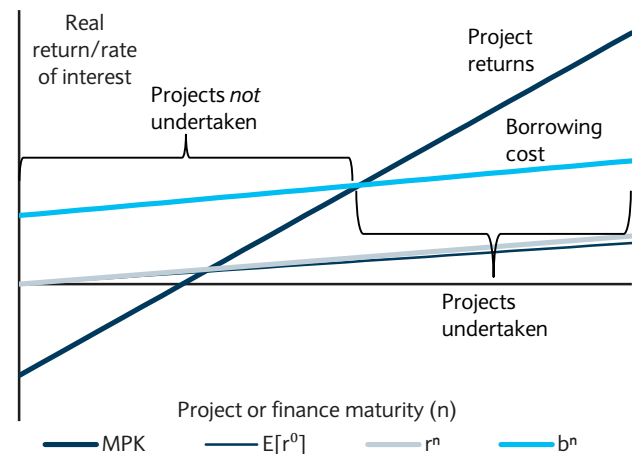 Real
return/rate
of interest
Project
returns
Projects not
undertaken
Borrowing
cost
Projects
undertaken
Project or finance maturity (n)
MPK E[r⁰] rⁿ bⁿ